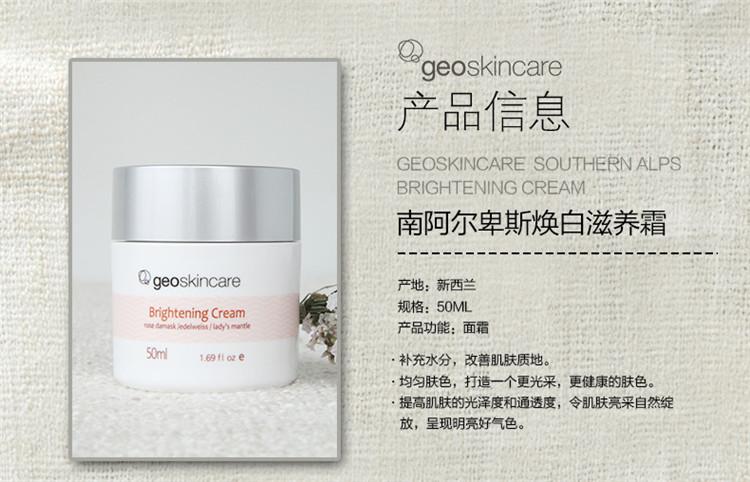 geoskincare
产品信息
GEOSKINCARE SOUTHERN ALPS
BRIGHTENING CREAM
南阿尔卑斯焕白滋养霜
产地：新西兰
规格：50ML
产品功能：面霜
· 补充水分，改善肌肤质地。
· 均匀肤色，打造一个更光采，更健康的肤色。
· 提高肌肤的光泽度和通透度，令肌肤亮采自然绽
放，呈现明亮好气色。
geoskincare
Brightening Cream
rose damask /edelweiss / lady's mantle
50ml 1.69 fl oz e